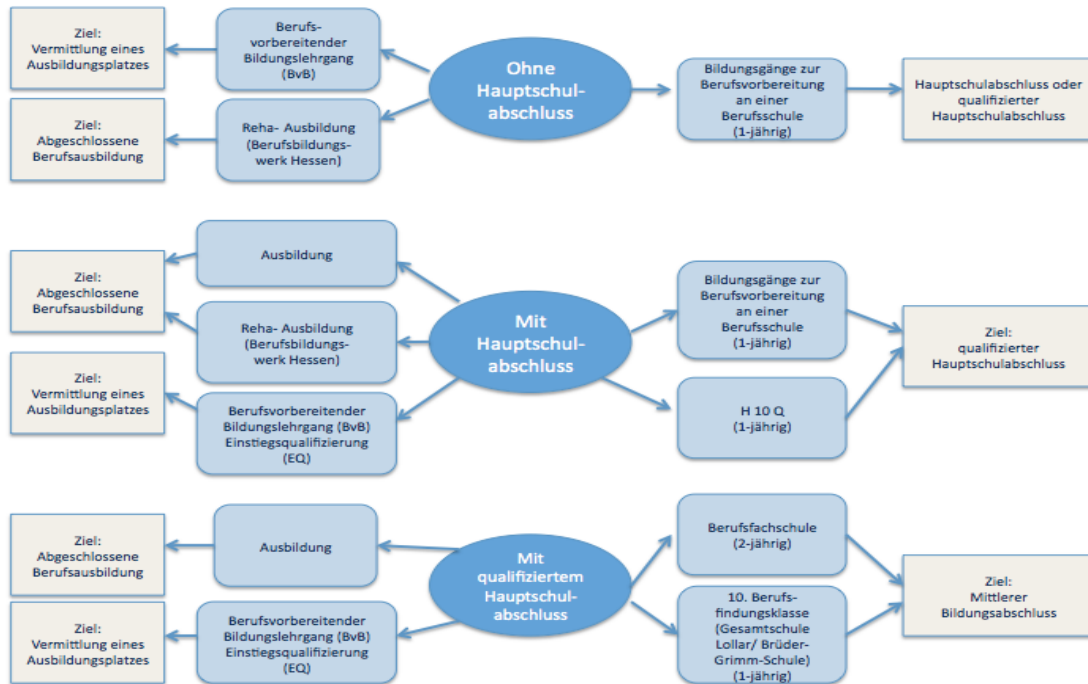 Ziel:
Vermittlung eines
Ausbildungsplatzes
Berufs-
vorbereitender
Bildungslehrgang
(BvB)
Ohne
Hauptschul-
abschluss
Bildungsgänge zur
Berufsvorbereitung
an einer
Berufsschule
(1-jährig)
Hauptschulabschluss oder
qualifizierter
Hauptschulabschluss
Ziel:
Abgeschlossene
Berufsausbildung
Reha- Ausbildung
(Berufsbildungs-
werk Hessen)
Ziel:
Abgeschlossene
Berufsausbildung
Ausbildung
Reha- Ausbildung
(Berufsbildungs-
werk Hessen)
Ziel:
Vermittlung eines
Ausbildungsplatzes
Berufsvorbereitender
Bildungslehrgang (BvB)
Einstiegsqualifizierung
(EQ)
Mit
Hauptschul-
abschluss
Bildungsgänge zur
Berufsvorbereitung
an einer
Berufsschule
(1-jährig)
H 10 Q
(1-jährig)
Ziel:
qualifizierter
Hauptschulabschluss
Ziel:
Abgeschlossene
Berufsausbildung
Ausbildung
Ziel:
Vermittlung eines
Ausbildungsplatzes
Berufsvorbereitender
Bildungslehrgang (BvB)
Einstiegsqualifizierung
(EQ)
Mit
qualifiziertem
Hauptschul-
abschluss
Berufsfachschule
(2-jährig)
10. Berufs-
findungsklasse
(Gesamtschule
Lollar/ Brüder-
Grimm-Schule)
(1-jährig)
Ziel:
Mittlerer
Bildungsabschluss